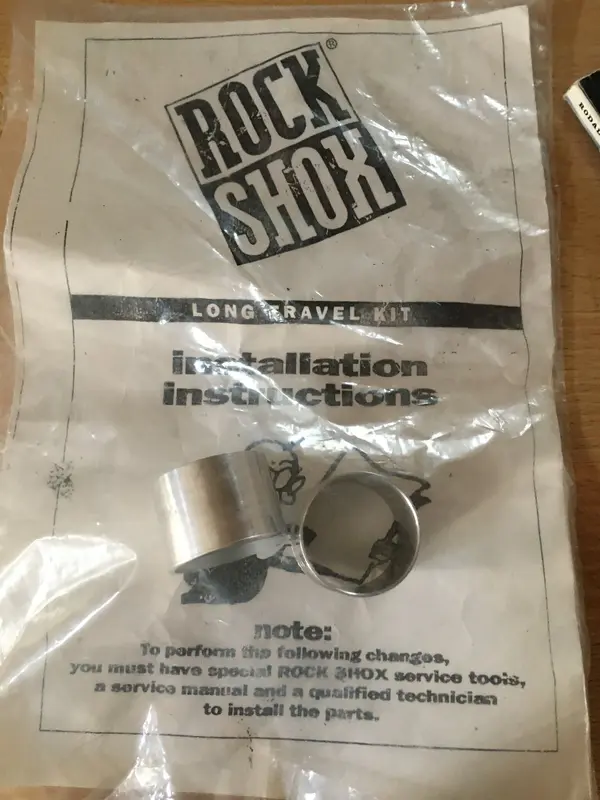 ROCK
SHOX
®
LONG TRAVEL KIT
installation
instructions
note:
To perform the following changes,
you must have special ROCK SHOX service tools,
a service manual and a qualified technician
to install the parts.